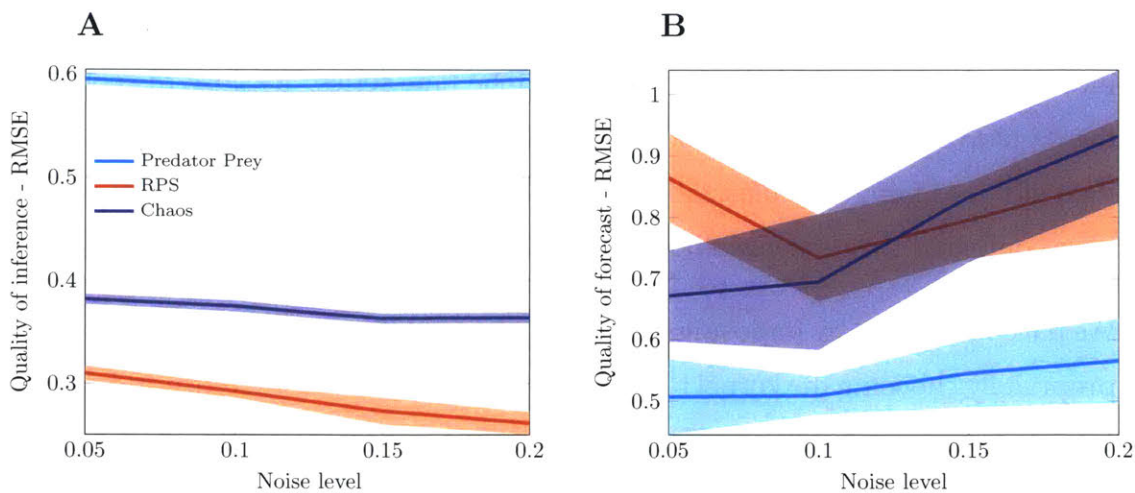 A
Quality of inference - RMSE
0.6
0.5
0.4
0.3
Predator Prey
RPS
Chaos
0.05
0.1
0.15
0.2
Noise level
B
Quality of forecast - RMSE
1
0.9
0.8
0.7
0.6
0.5
0.05
0.1
0.15
0.2
Noise level